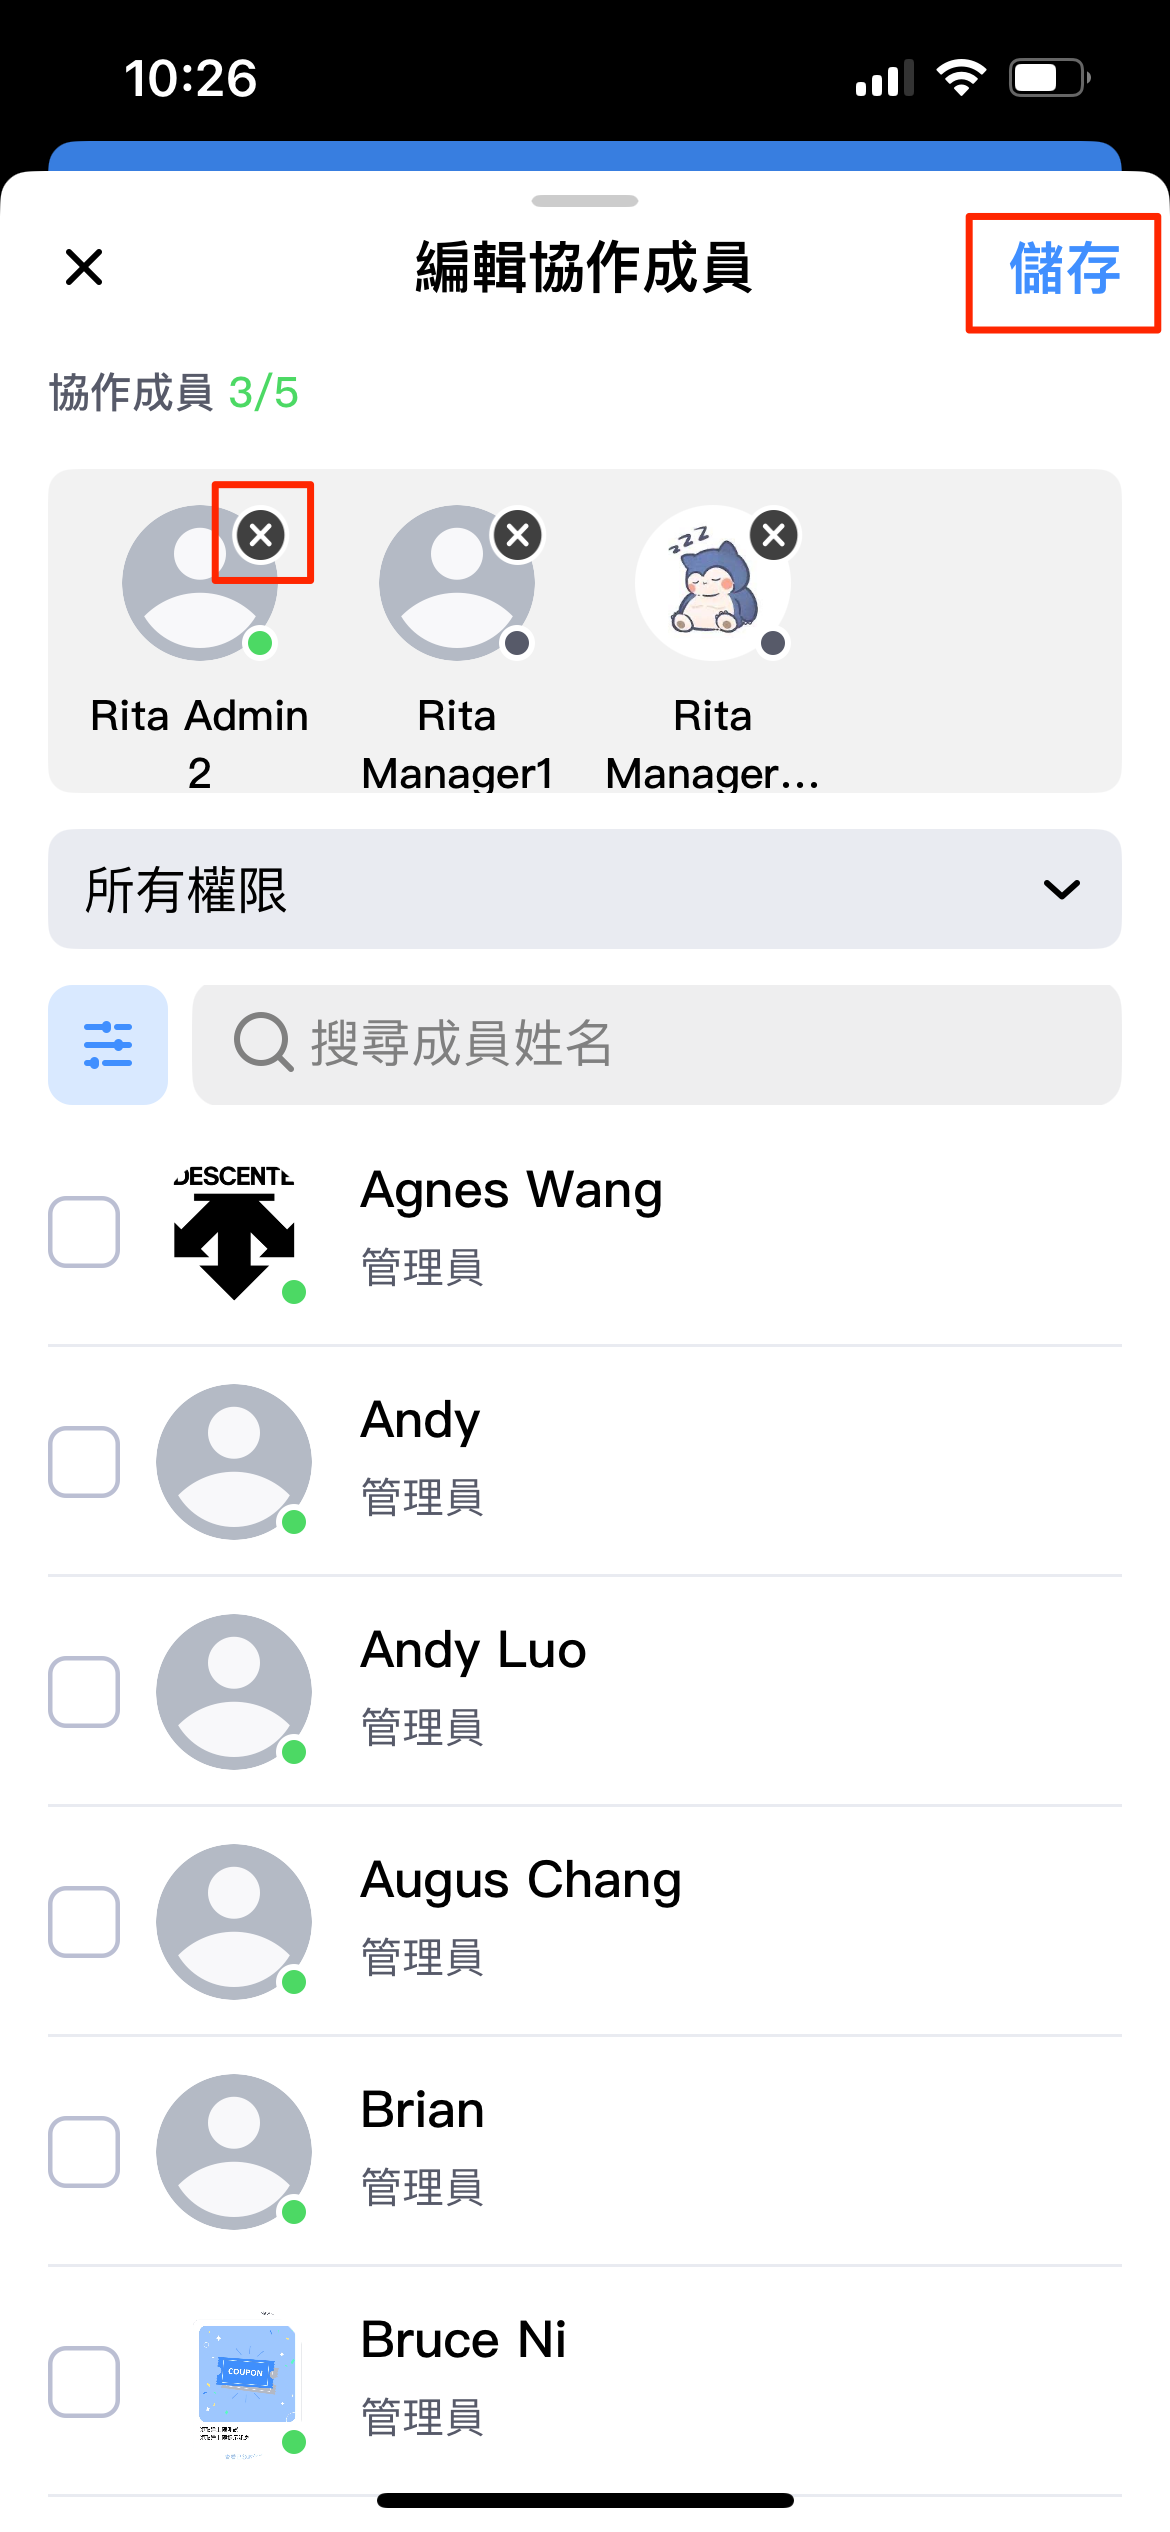 10:26
編輯協作成員
儲存
協作成員 3/5
zzz
Rita Admin
2
Rita
Manager1
Rita
Manager...
所有權限
搜尋成員姓名
DESCENTE
Agnes Wang
管理員
Andy
管理員
Andy Luo
管理員
Augus Chang
管理員
Brian
管理員
COUPON
Bruce Ni
管理員